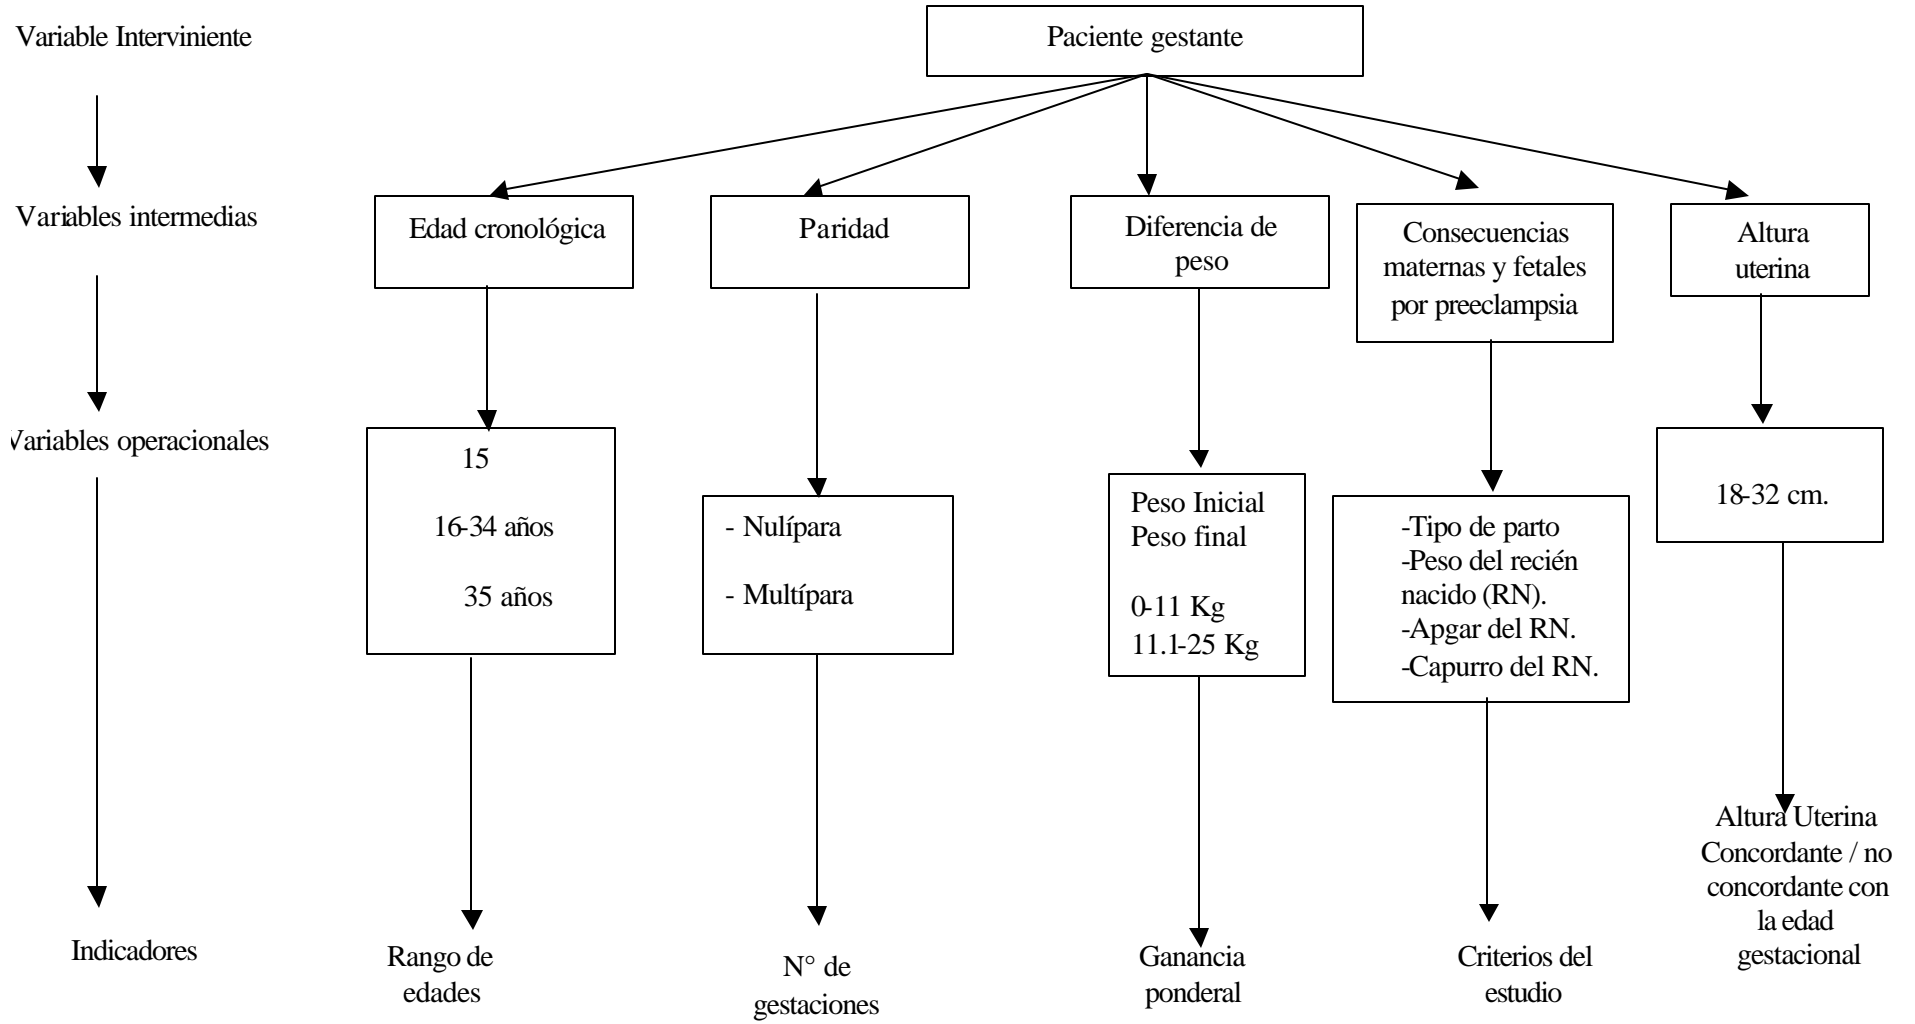 Variable Interviniente
Paciente gestante
Variables intermedias
Edad cronológica
Paridad
Diferencia de
peso
Consecuencias
maternas y fetales
por preeclampsia
Altura
uterina
Variables operacionales
15
16-34 años
35 años
- Nulípara
- Multípara
Peso Inicial
Peso final
0-11 Kg
11.1-25 Kg
-Tipo de parto
-Peso del recién
nacido (RN).
-Apgar del RN.
-Capurro del RN.
18-32 cm.
Indicadores
Rango de
edades
N° de
gestaciones
Ganancia
ponderal
Criterios del
estudio
Altura Uterina
Concordante / no
concordante con
la edad
gestacional